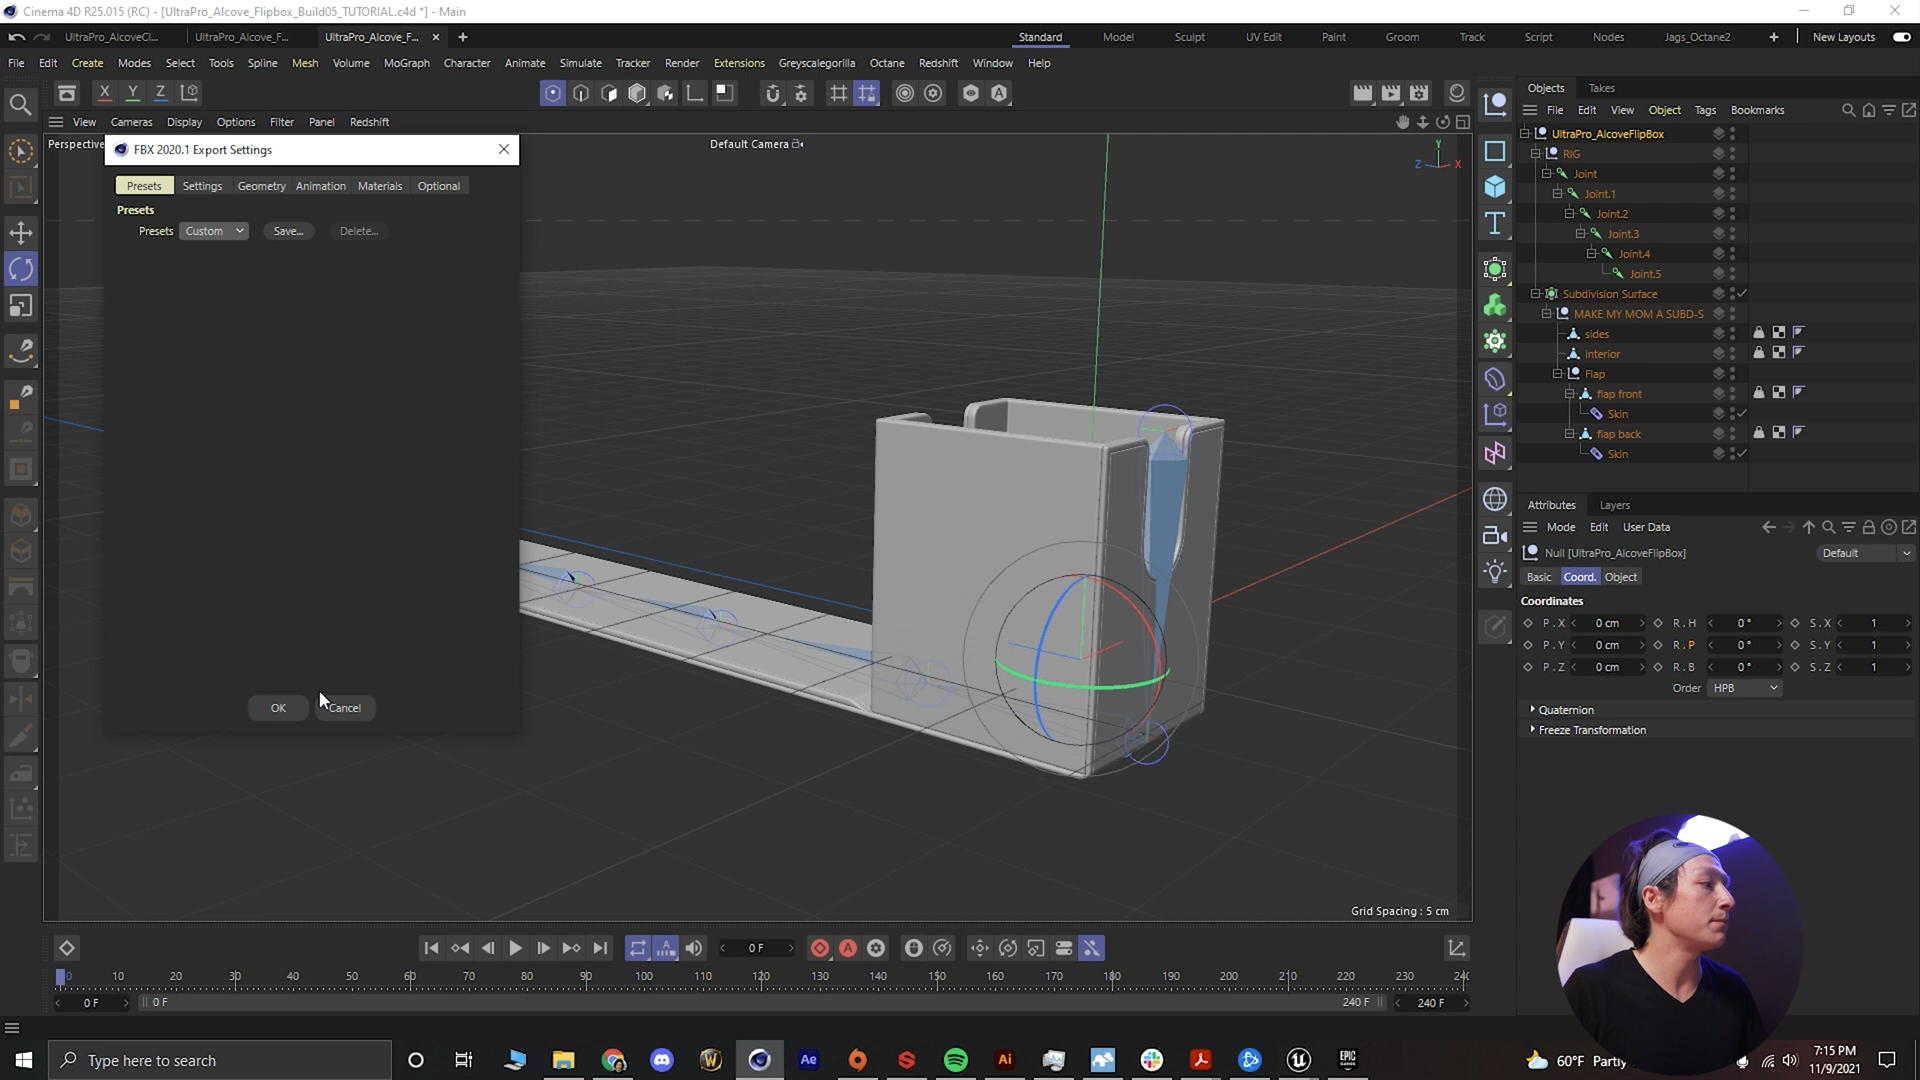 Cinema 4D R25.015 (RC) - [UltraPro_Alcove_Flipbox_Build05_TUTORIAL.c4d *] - Main
UltraPro_AlcoveCl... UltraPro_Alcove_F... UltraPro_Alcove_F... Standard Model Sculpt UV Edit Paint Groom Track Script Nodes Jags_Octane2 New Layouts
File Edit Create Modes Select Tools Spline Mesh Volume MoGraph Character Animate Simulate Tracker Render Extensions Greyscalegorilla Octane Redshift Window Help
X Y Z
Objects Takes
File Edit View Object Tags Bookmarks
View Cameras Display Options Filter Panel Redshift
Perspective Default Camera
Y
Z X
FBX 2020.1 Export Settings
Presets Settings Geometry Animation Materials Optional
Presets
Presets Custom Save... Delete...
OK Cancel
UltraPro_AlcoveFlipBox
RIG
Joint
Joint.1
Joint.2
Joint.3
Joint.4
Joint.5
Subdivision Surface
MAKE MY MOM A SUBD-S
sides
interior
Flap
flap front
Skin
flap back
Skin
Attributes Layers
Mode Edit User Data
Null [UltraPro_AlcoveFlipBox] Default
Basic Coord. Object
Coordinates
P.X 0 cm R.H 0° S.X 1
P.Y 0 cm R.P 0° S.Y 1
P.Z 0 cm R.B 0° S.Z 1
Order HPB
Quaternion
Freeze Transformation
Grid Spacing : 5 cm
0 F
0 10 20 30 40 50 60 70 80 90 100 110 120 130 140 150 160 170 180 190 200 210 220 230 24
0 F 0 F 240 F 240 F
Type here to search
Ae
Ai
EPIC GAMES
60°F Partly
7:15 PM
11/9/2021